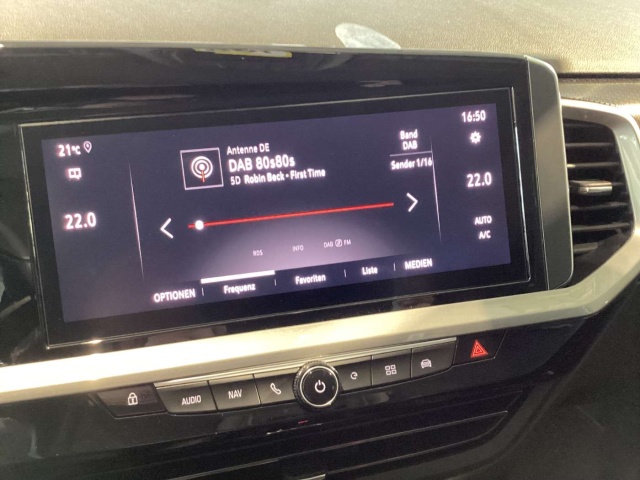 21°C
22.0
Antenne DE
DAB 80s80s
5D Robin Beck - First Time
Band
DAB
Sender 1/16
16:50
22.0
AUTO
A/C
RDS INFO DAB FM
OPTIONEN Frequenz Favoriten Liste MEDIEN
AUDIO NAV